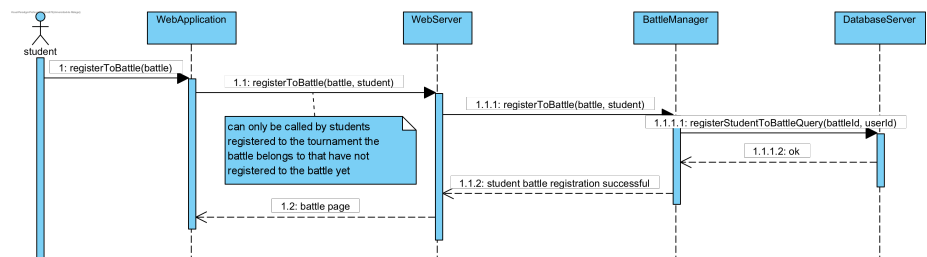 WebApplication
WebServer
BattleManager
DatabaseServer
student
1: registerToBattle(battle)
1.1: registerToBattle(battle, student)
1.1.1: registerToBattle(battle, student)
1.1.1.1: registerStudentToBattleQuery(battleId, userId)
can only be called by students
registered to the tournament the
battle belongs to that have not
registered to the battle yet
1.1.1.2: ok
1.1.2: student battle registration successful
1.2: battle page